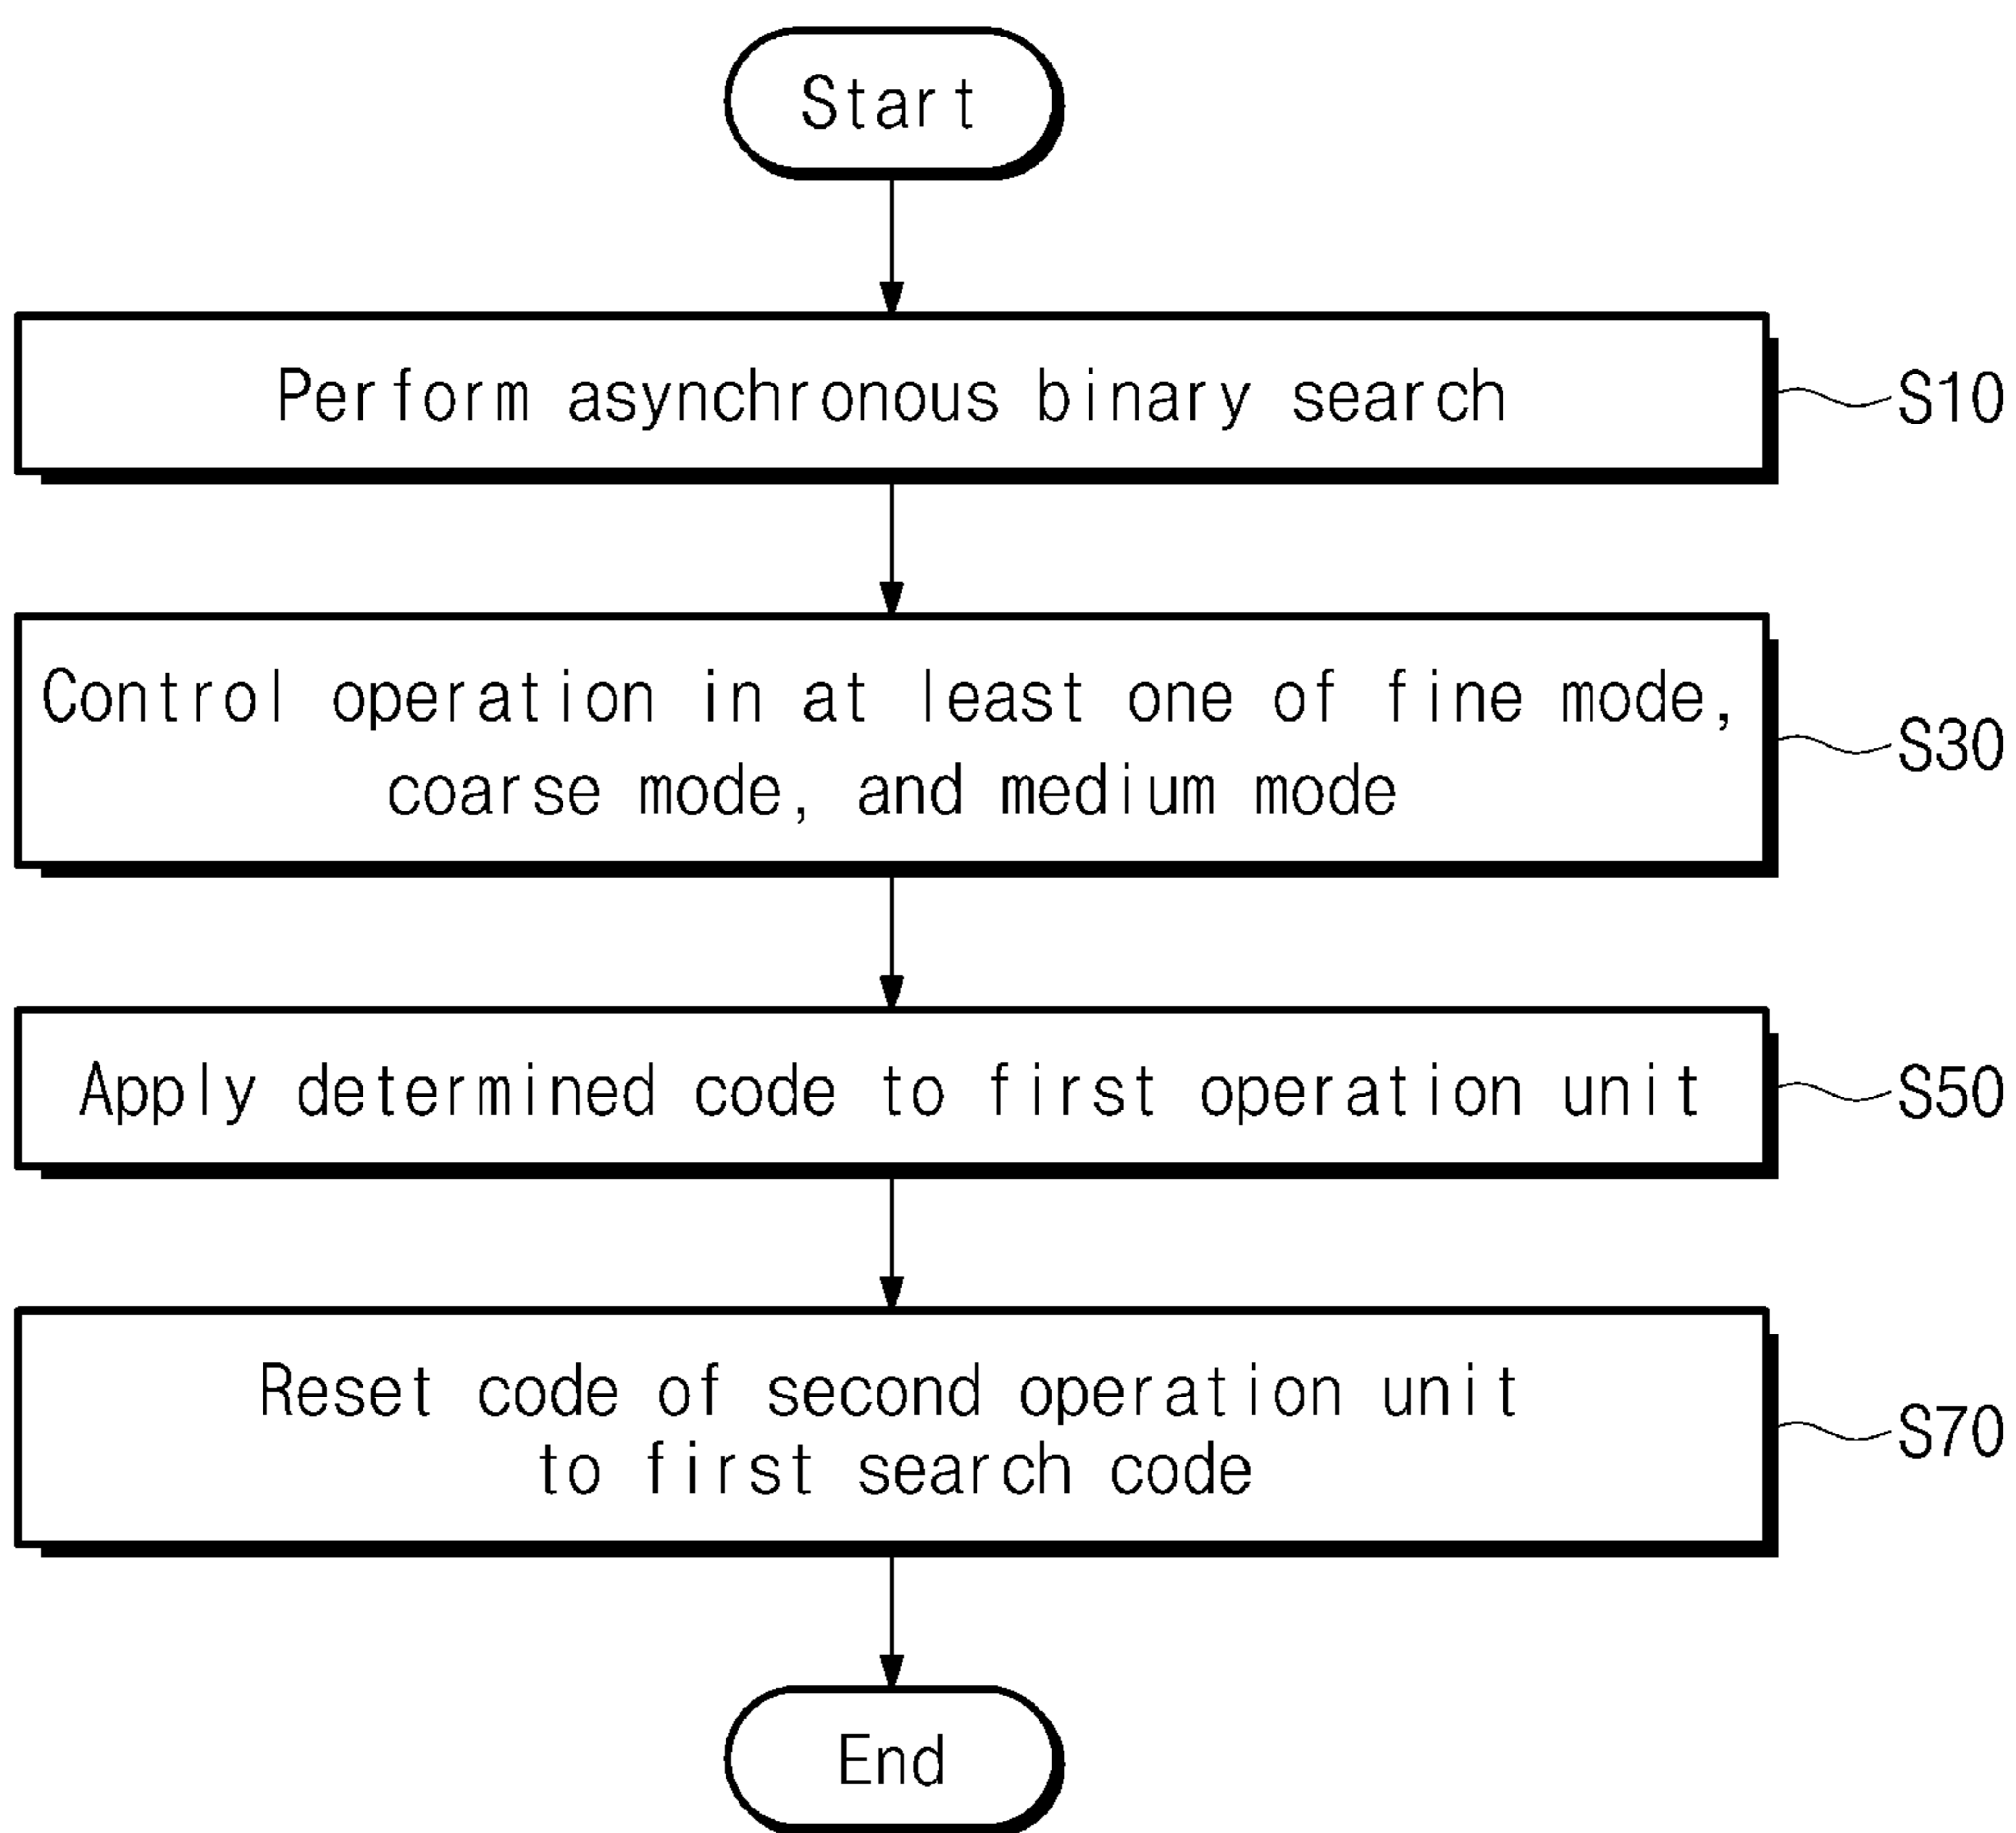 Start
Perform asynchronous binary search
S10
Control operation in at least one of fine mode,
coarse mode, and medium mode
S30
Apply determined code to first operation unit
S50
Reset code of second operation unit
to first search code
S70
End